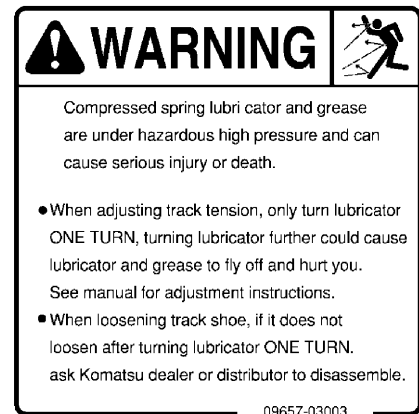 WARNING
Compressed spring lubri cator and grease
are under hazardous high pressure and can
cause serious injury or death.
●When adjusting track tension, only turn lubricator
ONE TURN, turning lubricator further could cause
lubricator and grease to fly off and hurt you.
See manual for adjustment instructions.
●When loosening track shoe, if it does not
loosen after turning lubricator ONE TURN.
ask Komatsu dealer or distributor to disassemble.
09657-03003